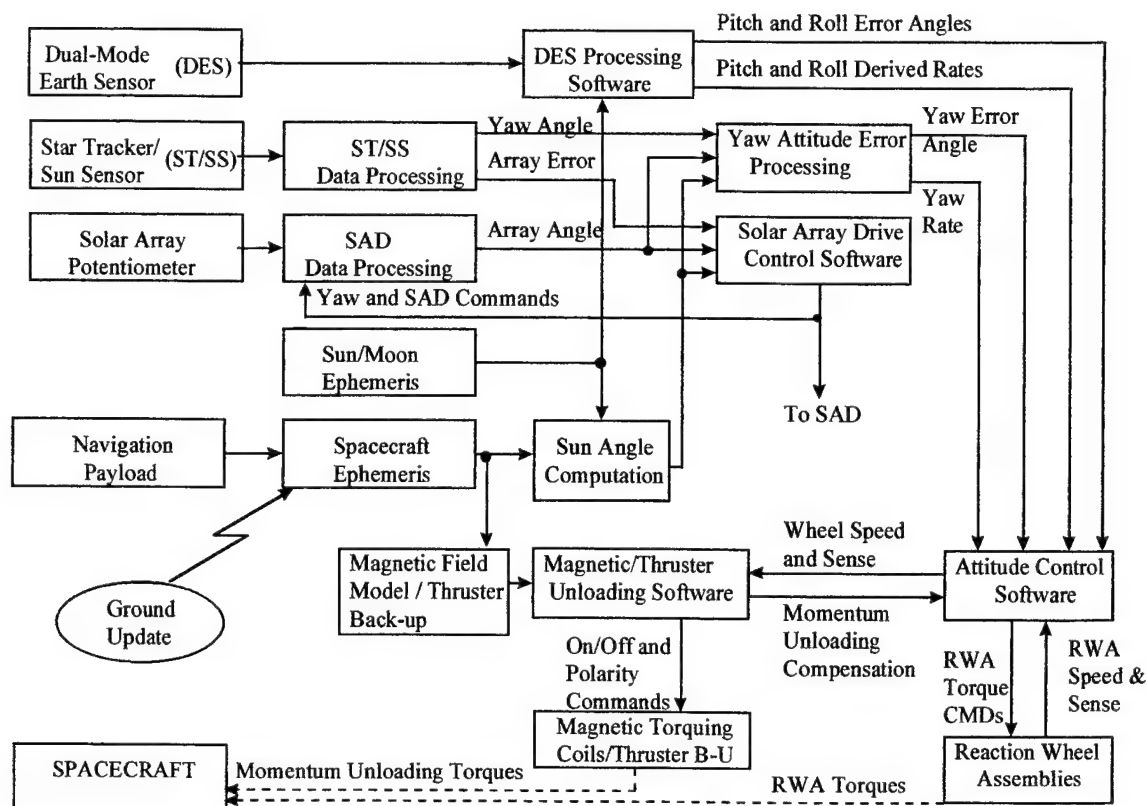 Pitch and Roll Error Angles
Dual-Mode
Earth Sensor (DES)
DES Processing
Software
Pitch and Roll Derived Rates
Star Tracker/
Sun Sensor (ST/SS)
ST/SS
Data Processing
Yaw Angle
Array Error
Yaw Attitude Error
Processing
Yaw Error
Angle
Yaw
Rate
Solar Array
Potentiometer
SAD
Data Processing
Array Angle
Solar Array Drive
Control Software
Yaw and SAD Commands
Sun/Moon
Ephemeris
To SAD
Navigation
Payload
Spacecraft
Ephemeris
Sun Angle
Computation
Ground
Update
Magnetic Field
Model / Thruster
Back-up
Magnetic/Thruster
Unloading Software
Wheel Speed
and Sense
Attitude Control
Software
Momentum
Unloading
Compensation
On/Off and
Polarity
Commands
RWA
Torque
CMDs
RWA
Speed &
Sense
Magnetic Torquing
Coils/Thruster B-U
Reaction Wheel
Assemblies
SPACECRAFT
Momentum Unloading Torques
RWA Torques